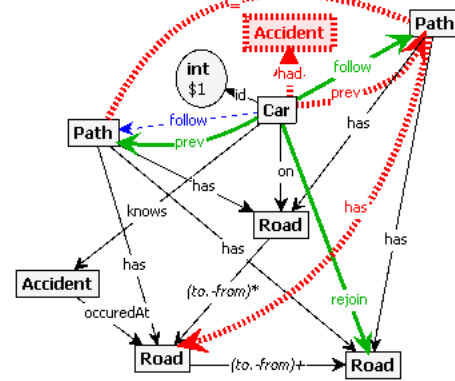 =
Path
Accident
int
$1
follow
had
prev
id
Car
Path
follow
prev
has
has
on
knows
Road
has
has
has
has
Accident
(to.-from)*
occuredAt
rejoin
Road
(to.-from)+
Road